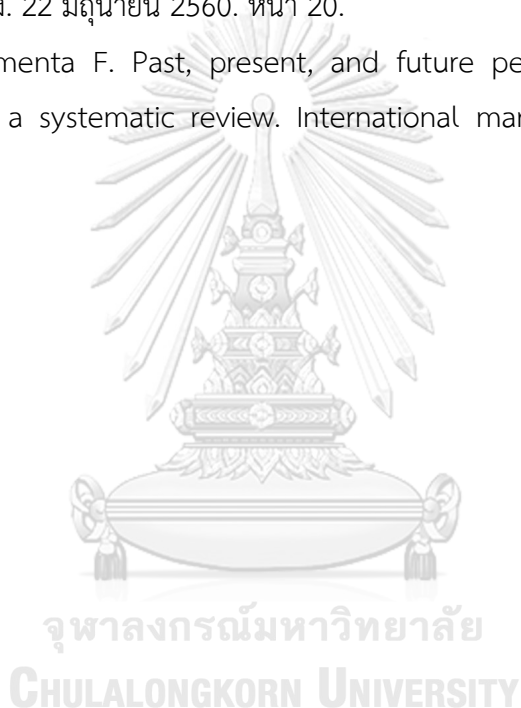 22 มิถุนายน 2560. หน้า 20.
menta F. Past, present, and future pe
a systematic review. International mar
จุฬาลงกรณ์มหาวิทยาลัย
CHULALONGKORN UNIVERSITY